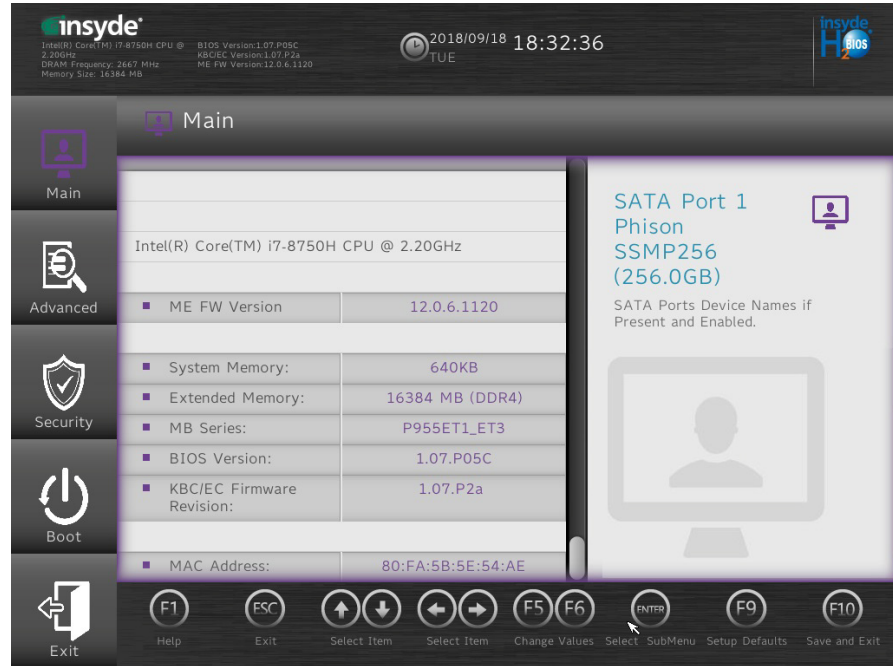 insyde®
Intel(R) Core(TM) i7-8750H CPU @
2.20GHz
DRAM Frequency: 2667 MHz
Memory Size: 16384 MB
BIOS Version:1.07.P05C
KBC/EC Version:1.07.P2a
ME FW Version:12.0.6.1120
2018/09/18 18:32:36
TUE
insyde
H2
BIOS
Main
Advanced
Security
Boot
Exit
Main
Intel(R) Core(TM) i7-8750H CPU @ 2.20GHz
ME FW Version 12.0.6.1120
System Memory: 640KB
Extended Memory: 16384 MB (DDR4)
MB Series: P955ET1_ET3
BIOS Version: 1.07.P05C
KBC/EC Firmware 1.07.P2a
Revision:
MAC Address: 80:FA:5B:5E:54:AE
SATA Port 1
Phison
SSMP256
(256.0GB)
SATA Ports Device Names if
Present and Enabled.
F1 ESC F5 F6 ENTER F9 F10
Help Exit Select Item Select Item Change Values Select SubMenu Setup Defaults Save and Exit